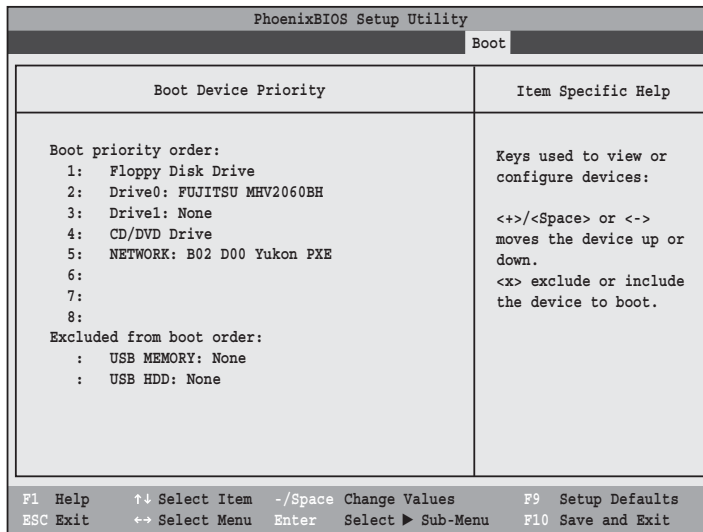 PhoenixBIOS Setup Utility
Boot
Boot Device Priority
Item Specific Help
Boot priority order:
1: Floppy Disk Drive
2: Drive0: FUJITSU MHV2060BH
3: Drive1: None
4: CD/DVD Drive
5: NETWORK: B02 D00 Yukon PXE
6:
7:
8:
Excluded from boot order:
: USB MEMORY: None
: USB HDD: None
Keys used to view or
configure devices:
<+>/<Space> or <->
moves the device up or
down.
<x> exclude or include
the device to boot.
F1 Help ↑↓ Select Item -/Space Change Values F9 Setup Defaults
ESC Exit ←→ Select Menu Enter Select ▶ Sub-Menu F10 Save and Exit